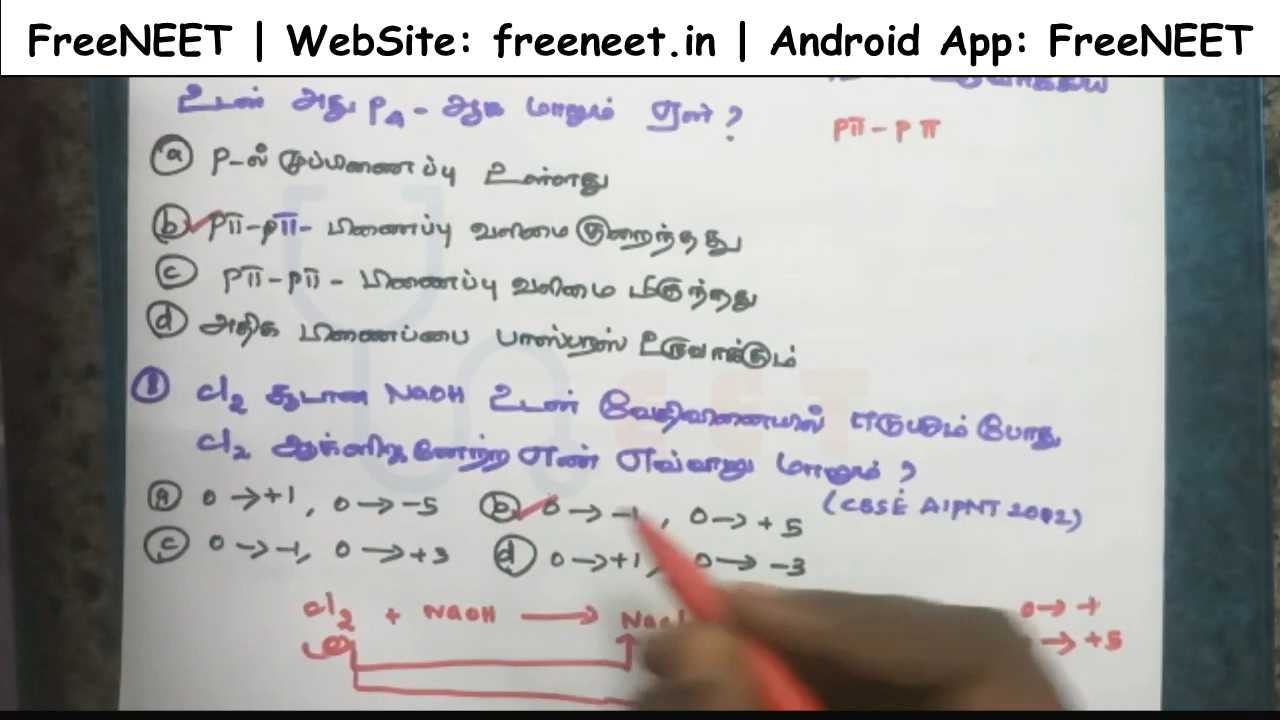 FreeNEET | WebSite: freeneet.in | Android App: FreeNEET
உடன் அது P₄ - ஆக மாறும் ஏன் ?
pπ - pπ
(a) P-ல் முப்பிணைப்பு உள்ளது
(b) pπ-pπ- பிணைப்பு வலிமை குறைந்தது
(c) pπ-pπ - பிணைப்பு வலிமை மிகுந்தது
(d) அதிக பிணைப்பை பாஸ்பரஸ் உருவாக்கும்
Cl₂ சூடான NaOH உடன் வேதிவினையில் ஈடுபடும் போது
Cl₂ ஆக்ஸிஜனேற்ற எண் எவ்வாறு மாறும் ?
(a) 0 → +1, 0 → -5 (b) 0 → -1, 0 → +5 (CBSE AIPMT 2012)
(c) 0 → -1, 0 → +3 (d) 0 → +1, 0 → -3
Cl₂ + NaOH → NaCl 0 →
→ +5